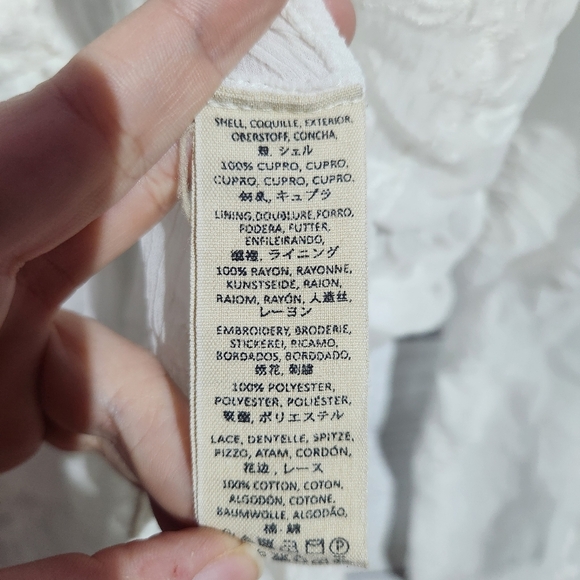 SHELL, COQUILLE, EXTERIOR,
OBERSTOFF, CONCHA,
殼, シェル
100% CUPRO, CUPRO,
CUPRO, CUPRO, CUPRO,
キュプラ
LINING, DOUBLURE, FORRO,
FODERA, FUTTER,
ENFILEIRANDO,
ライニング
100% RAYON, RAYONNE,
KUNSTSEIDE, RAION,
RAIOM, RAYÓN, 人造丝,
レーヨン
EMBROIDERY, BRODERIE,
STICKEREI, RICAMO,
BORDADOS, BORDDADO,
绣花, 刺繍
100% POLYESTER,
POLYESTER, POLIÉSTER,
聚酯, ポリエステル
LACE, DENTELLE, SPITZE,
PIZZO, ATAM, CORDÓN,
花边, レース
100% COTTON, COTON,
ALGODÓN, COTONE,
BAUMWOLLE, ALGODÃO,
棉, 綿
P